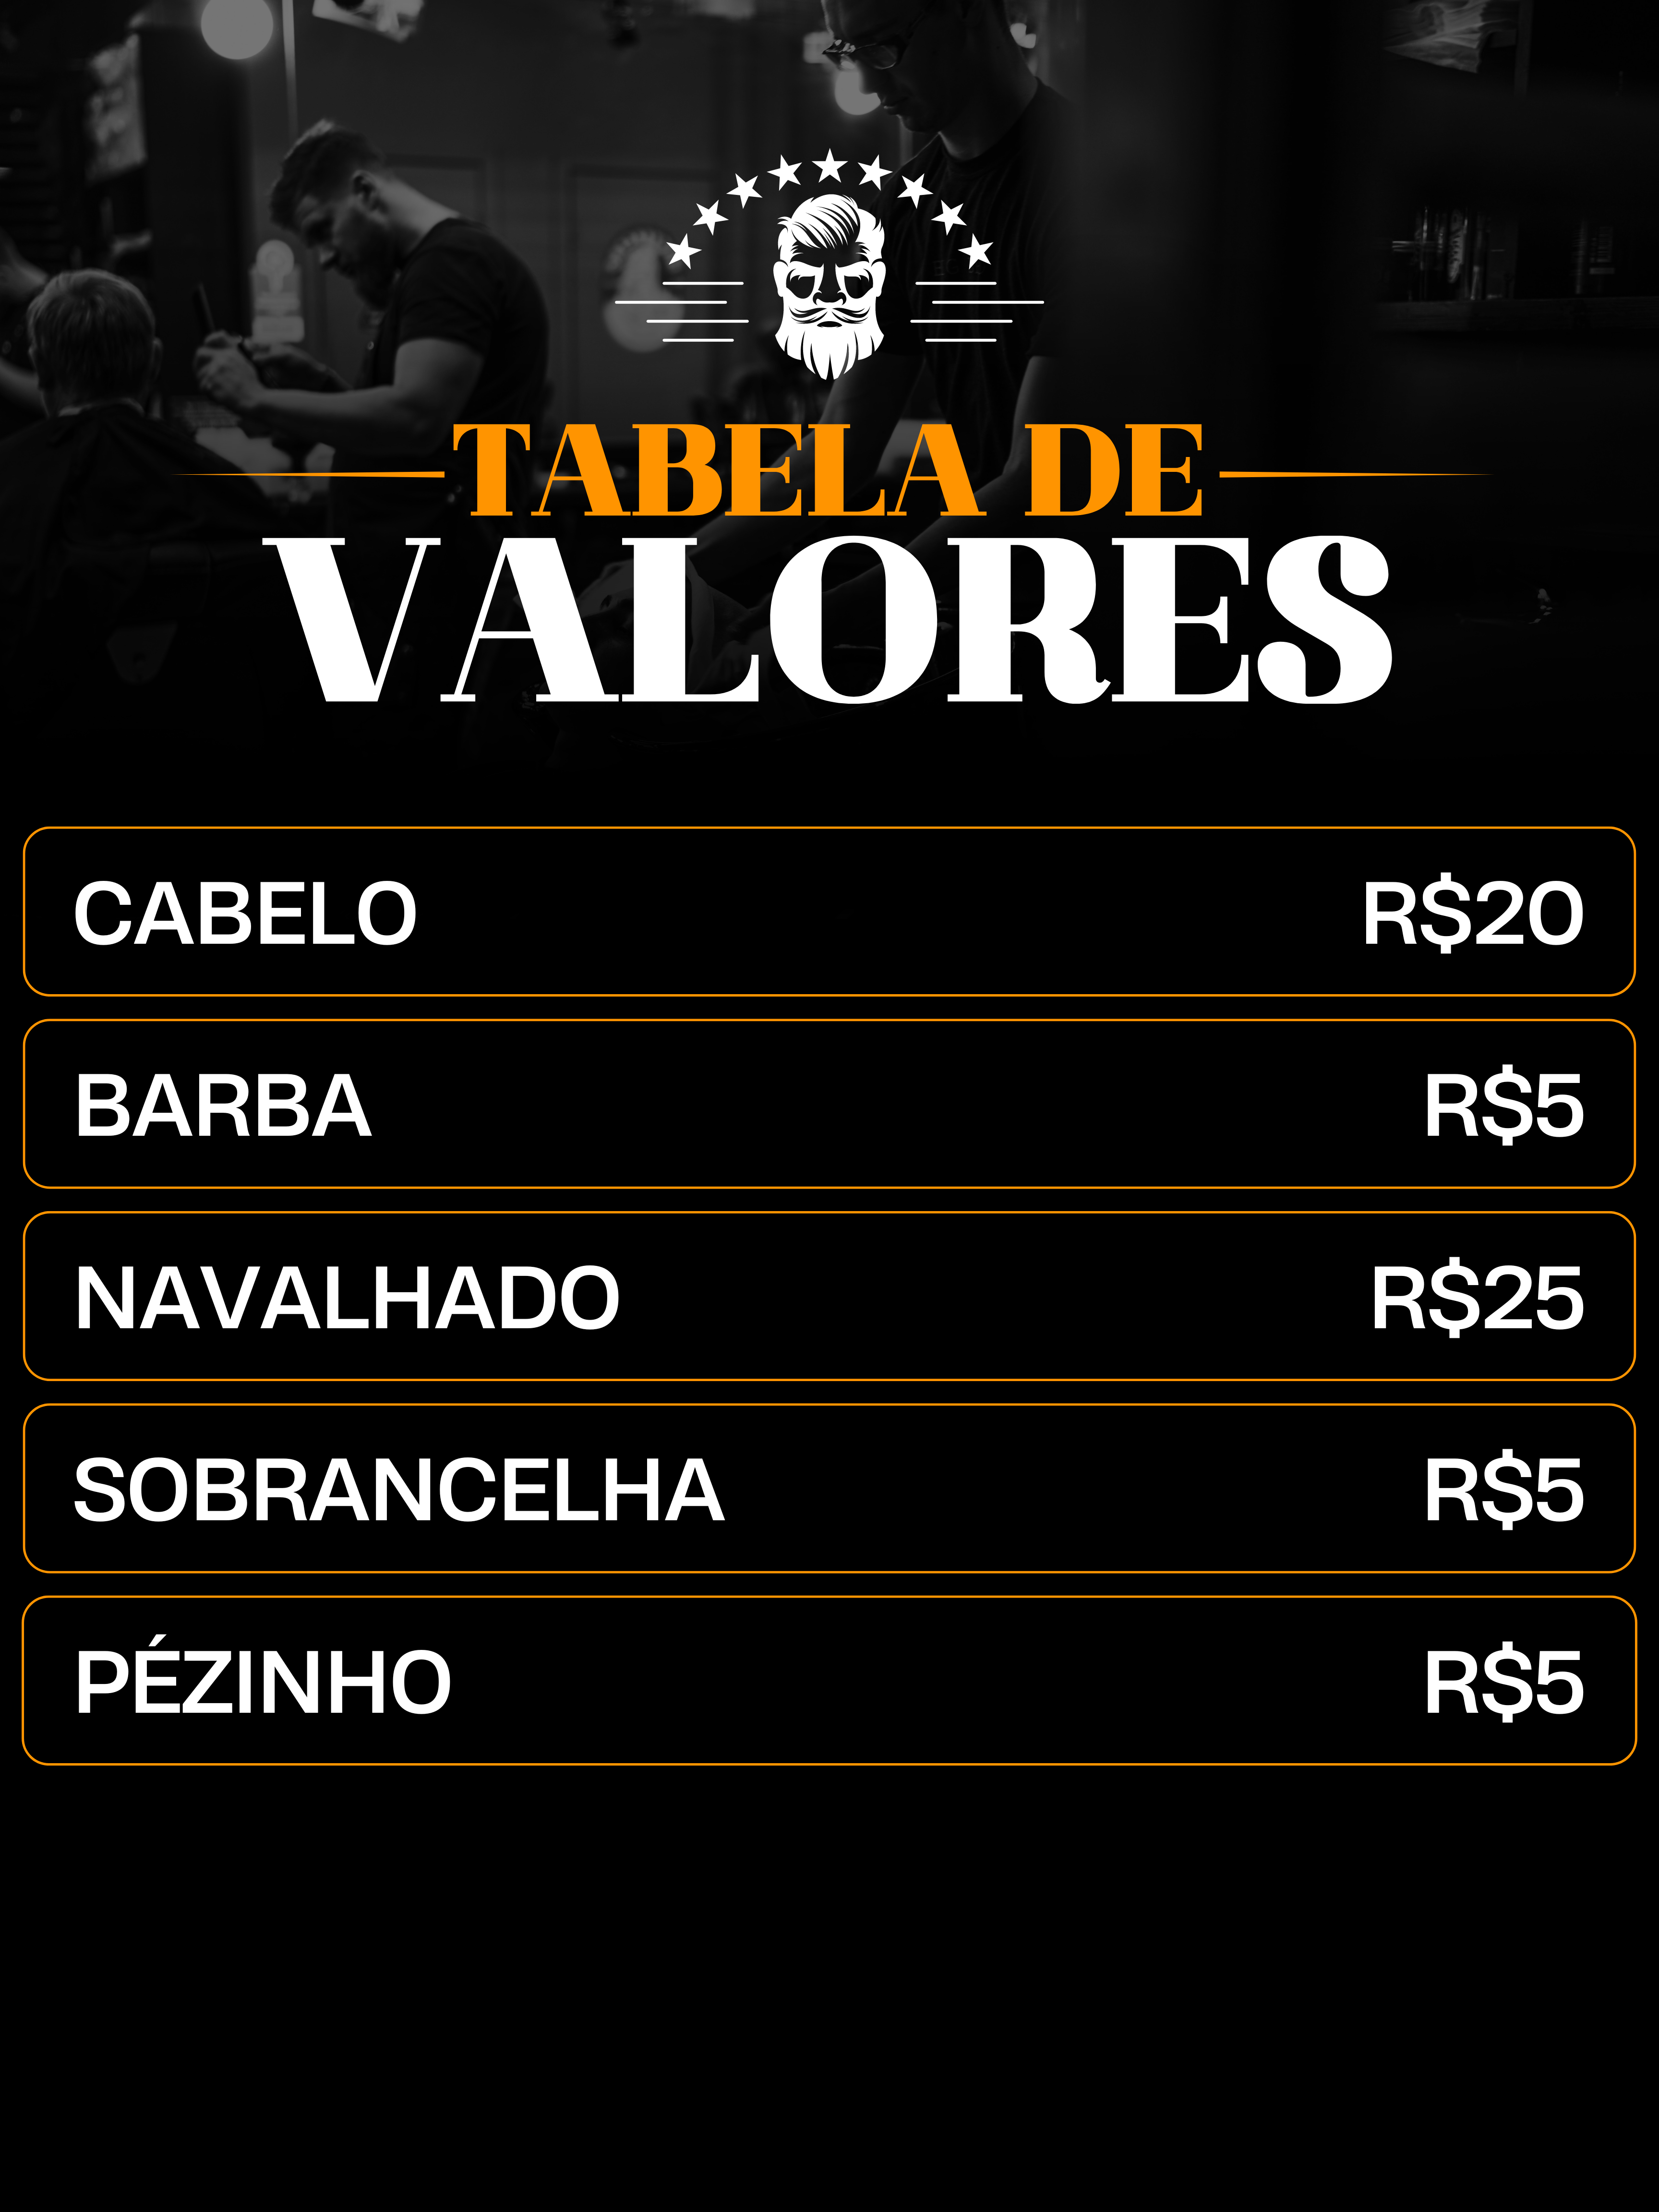 TABELA DE
VALORES
CABELO R$20
BARBA R$5
NAVALHADO R$25
SOBRANCELHA R$5
PÉZINHO R$5